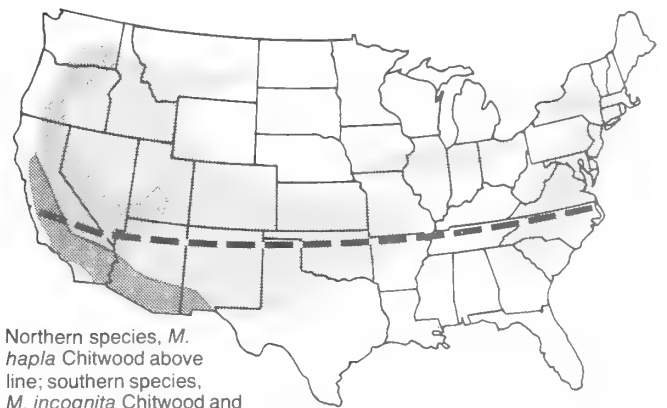 Northern species, M.
hapla Chitwood above
line; southern species,
M. incognita Chitwood and